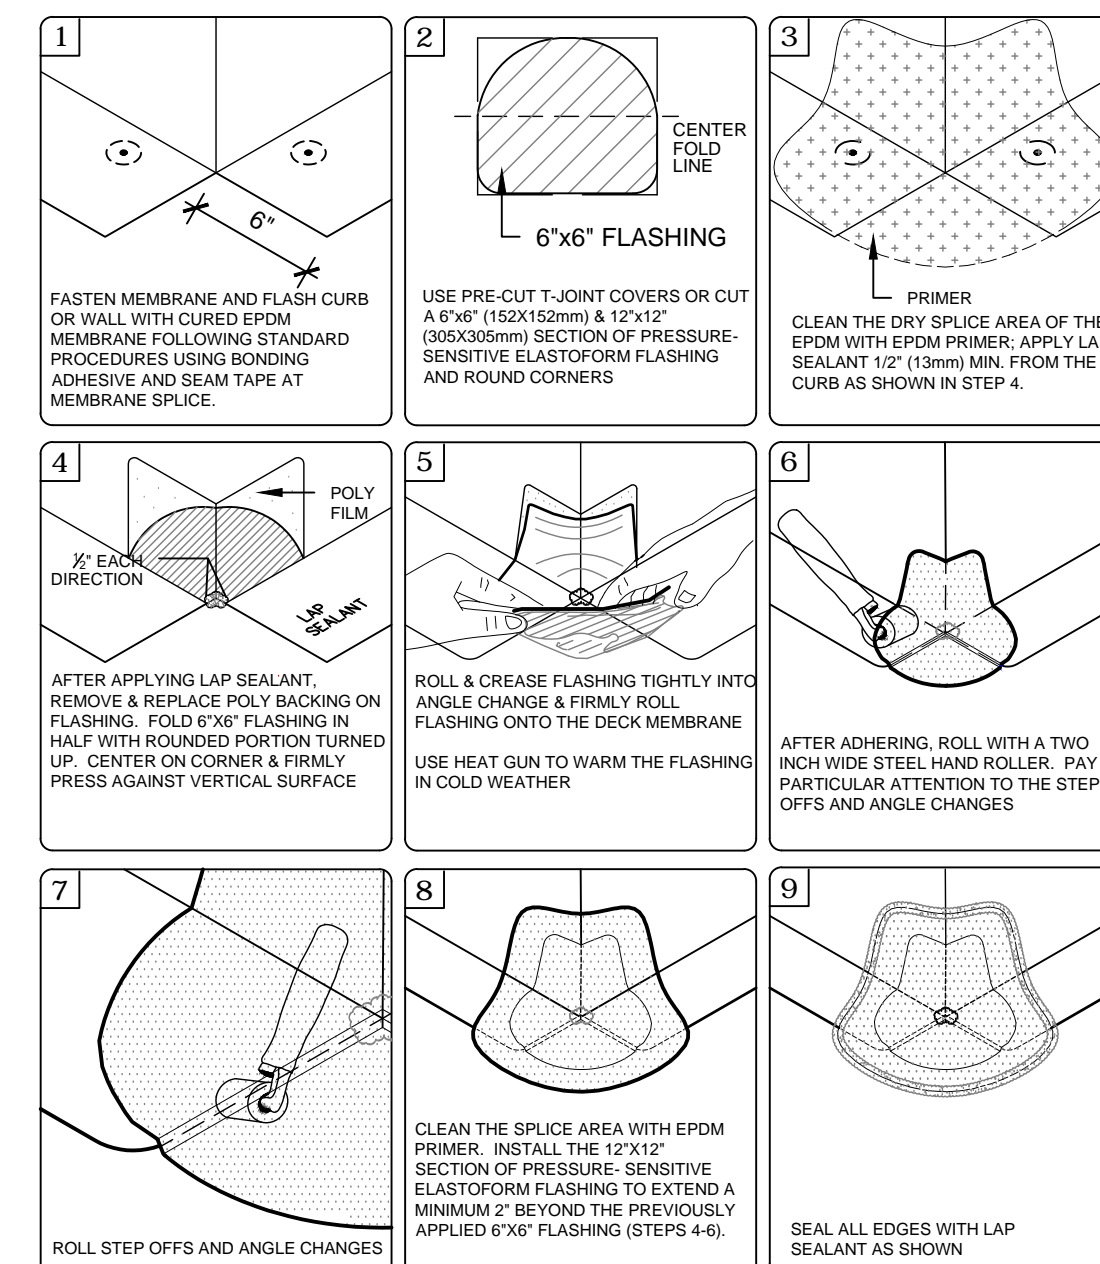 1
6"
FASTEN MEMBRANE AND FLASH CURB
OR WALL WITH CURED EPDM
MEMBRANE FOLLOWING STANDARD
PROCEDURES USING BONDING
ADHESIVE AND SEAM TAPE AT
MEMBRANE SPLICE.
2
CENTER
FOLD
LINE
6"x6" FLASHING
USE PRE-CUT T-JOINT COVERS OR CUT
A 6"x6" (152X152mm) & 12"x12"
(305X305mm) SECTION OF PRESSURE-
SENSITIVE ELASTOFORM FLASHING
AND ROUND CORNERS
3
PRIMER
CLEAN THE DRY SPLICE AREA OF THE
EPDM WITH EPDM PRIMER; APPLY LA
SEALANT 1/2" (13mm) MIN. FROM THE
CURB AS SHOWN IN STEP 4.
4
POLY
FILM
½" EACH
DIRECTION
LAP
SEALANT
AFTER APPLYING LAP SEALANT,
REMOVE & REPLACE POLY BACKING ON
FLASHING. FOLD 6"X6" FLASHING IN
HALF WITH ROUNDED PORTION TURNED
UP. CENTER ON CORNER & FIRMLY
PRESS AGAINST VERTICAL SURFACE
5
ROLL & CREASE FLASHING TIGHTLY INTO
ANGLE CHANGE & FIRMLY ROLL
FLASHING ONTO THE DECK MEMBRANE
USE HEAT GUN TO WARM THE FLASHING
IN COLD WEATHER
6
AFTER ADHERING, ROLL WITH A TWO
INCH WIDE STEEL HAND ROLLER. PAY
PARTICULAR ATTENTION TO THE STEP
OFFS AND ANGLE CHANGES
7
ROLL STEP OFFS AND ANGLE CHANGES
8
CLEAN THE SPLICE AREA WITH EPDM
PRIMER. INSTALL THE 12"X12"
SECTION OF PRESSURE- SENSITIVE
ELASTOFORM FLASHING TO EXTEND A
MINIMUM 2" BEYOND THE PREVIOUSLY
APPLIED 6"X6" FLASHING (STEPS 4-6).
9
SEAL ALL EDGES WITH LAP
SEALANT AS SHOWN